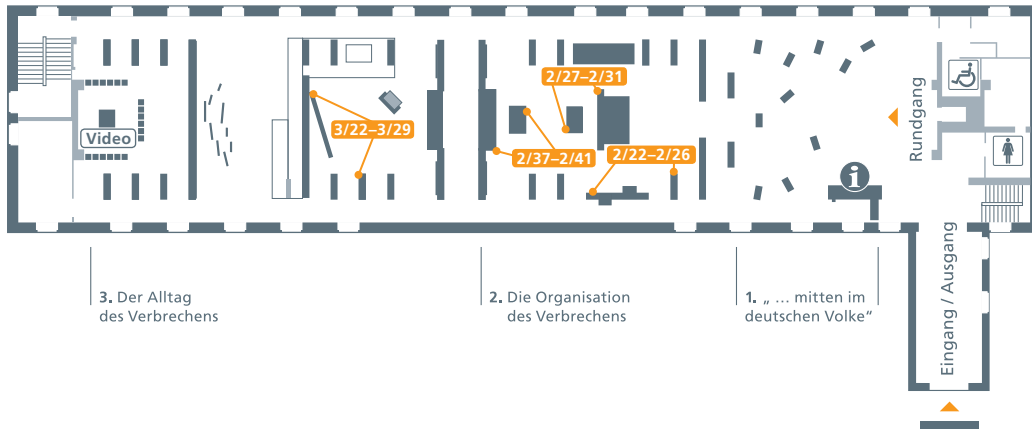 2/27–2/31
Video
3/22–3/29
2/37–2/41
2/22–2/26
i
Rundgang
3. Der Alltag
des Verbrechens
2. Die Organisation
des Verbrechens
1. „ … mitten im
deutschen Volke“
Eingang / Ausgang